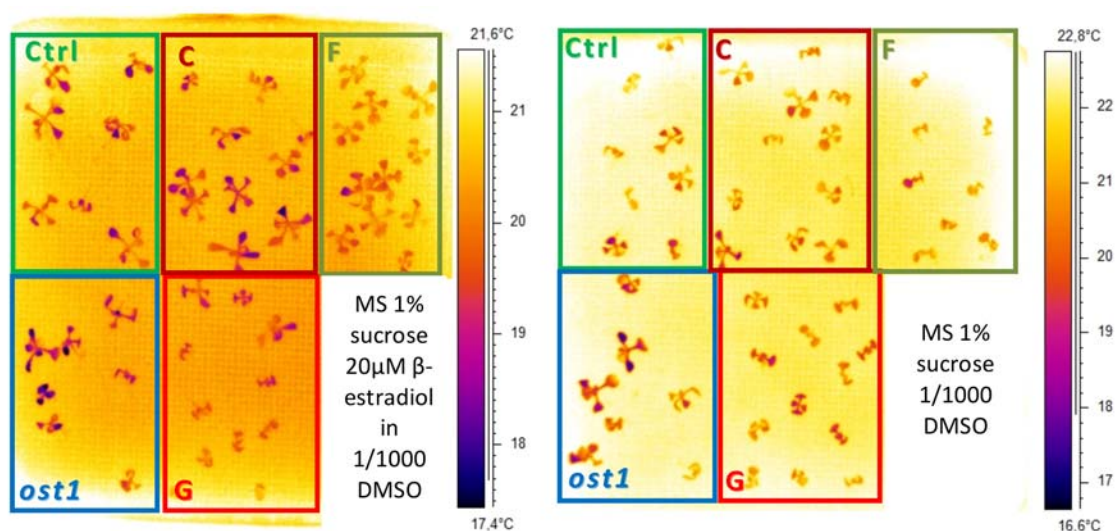 21,6°C
Ctrl
C
F
21
20
19
18
17,4°C
ost1
G
MS 1%
sucrose
20µM β-
estradiol
in
1/1000
DMSO
22,8°C
Ctrl
C
F
22
21
20
19
18
17
16,6°C
ost1
G
MS 1%
sucrose
1/1000
DMSO